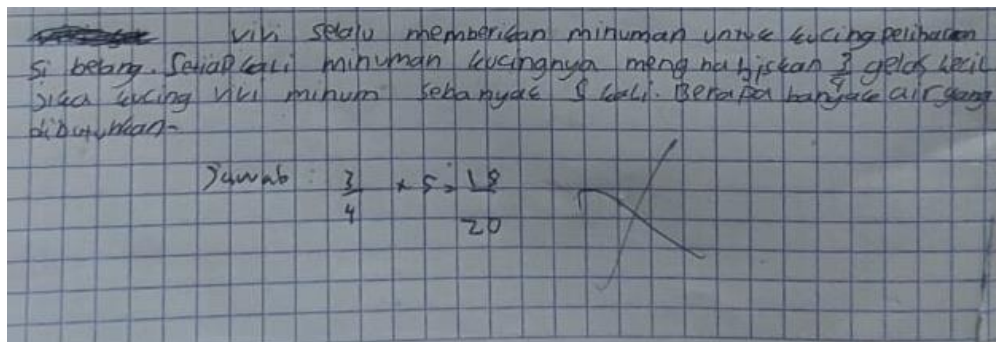 Vivi selalu memberikan minuman untuk kucing peliharaan
si belang. Setiap kali minuman kucingnya menghabiskan 3/4 gelas kecil
jika kucing vivi minum sebanyak 5 kali. Berapa banyak air yang
dibutuhkan-
Jawab : 3/4 x 5 = 15/20